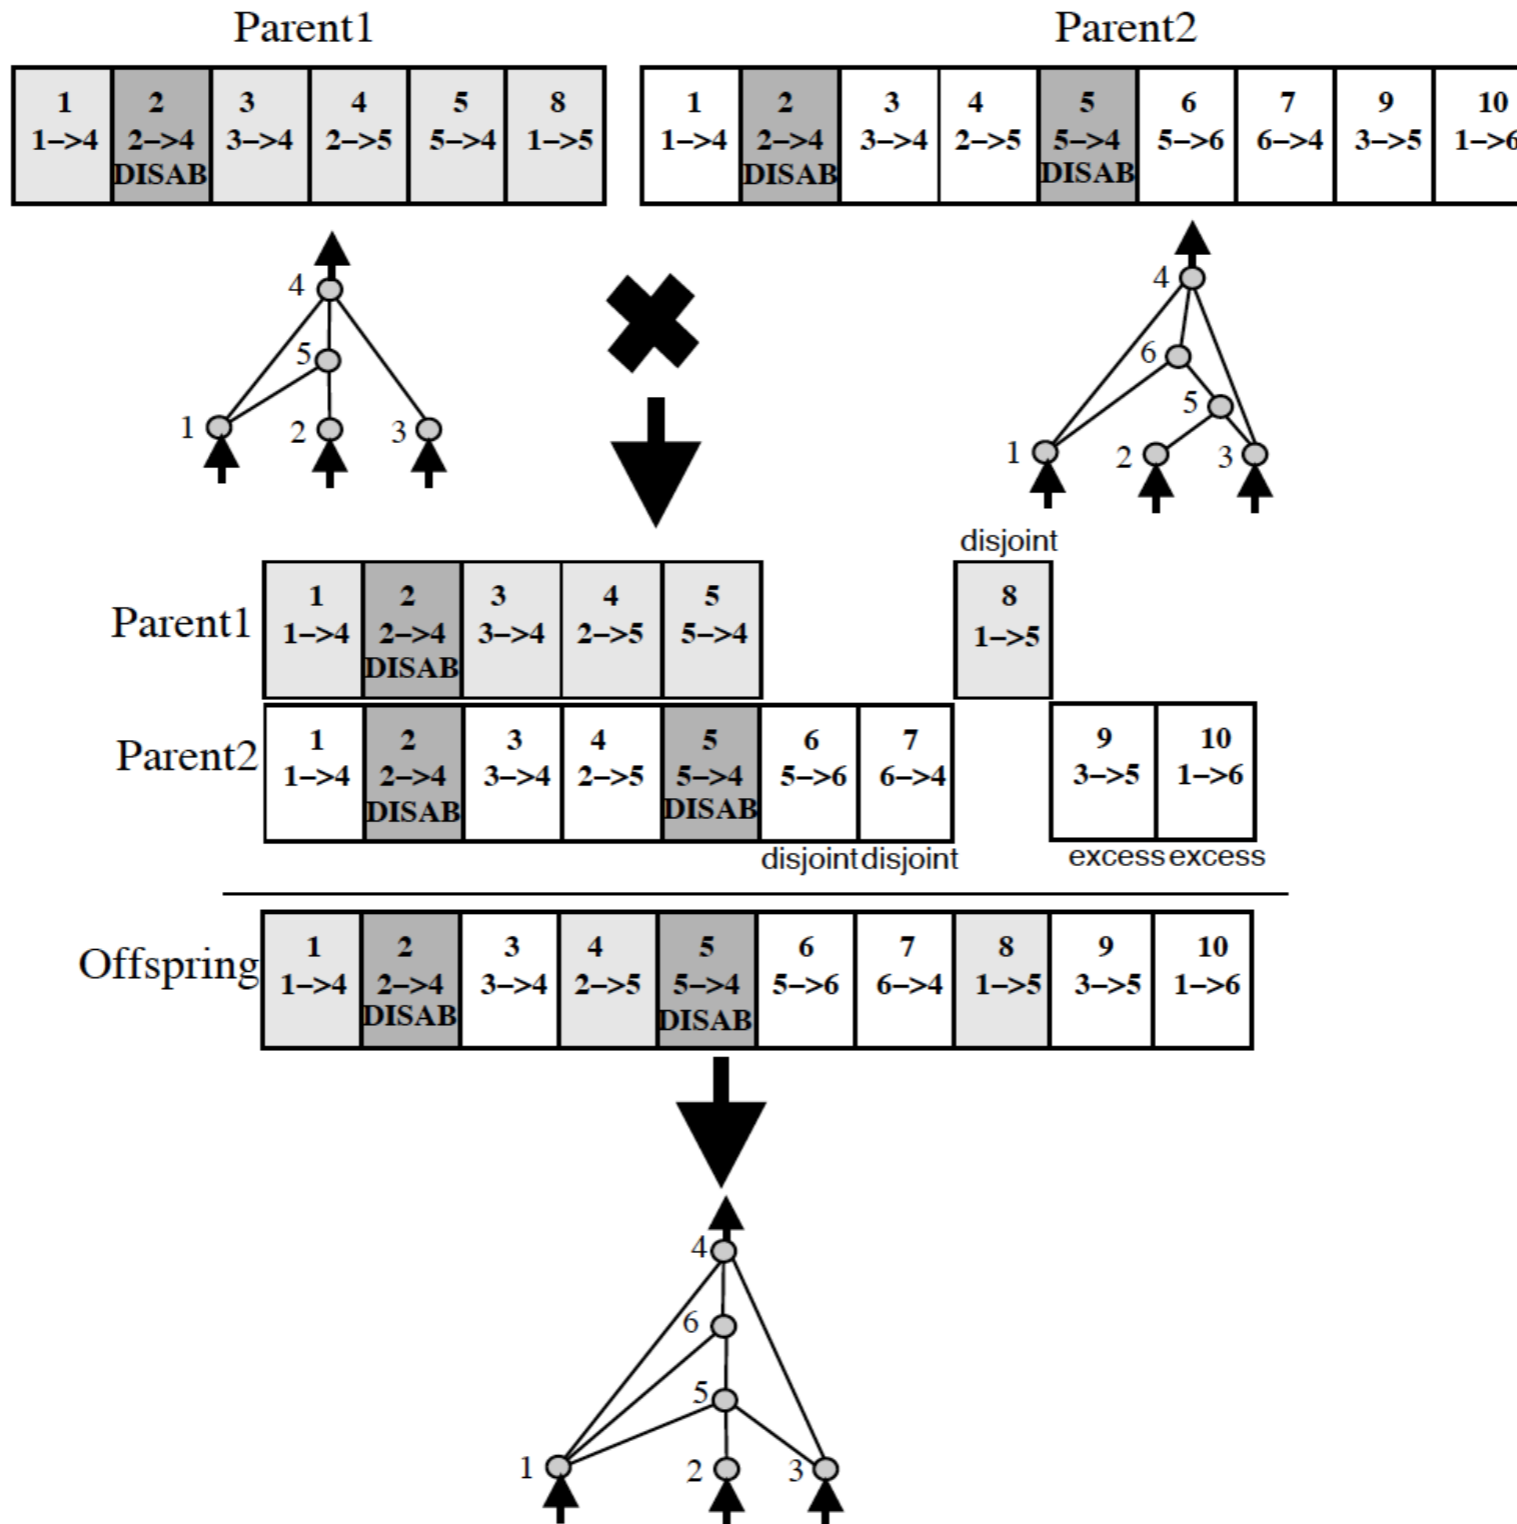 Parent1 Parent2
1 2 3 4 5 8 1 2 3 4 5 6 7 9 10
1–>4 2–>4 3–>4 2–>5 5–>4 1–>5 1–>4 2–>4 3–>4 2–>5 5–>4 5–>6 6–>4 3–>5 1–>6
DISAB DISAB DISAB
4 4
5 6
5
1 2 3 1 2 3
disjoint
Parent1 1 2 3 4 5 8
1–>4 2–>4 3–>4 2–>5 5–>4 1–>5
DISAB
Parent2 1 2 3 4 5 6 7 9 10
1–>4 2–>4 3–>4 2–>5 5–>4 5–>6 6–>4 3–>5 1–>6
DISAB DISAB
disjoint disjoint excess excess
Offspring 1 2 3 4 5 6 7 8 9 10
1–>4 2–>4 3–>4 2–>5 5–>4 5–>6 6–>4 1–>5 3–>5 1–>6
DISAB DISAB
4
6
5
1 2 3